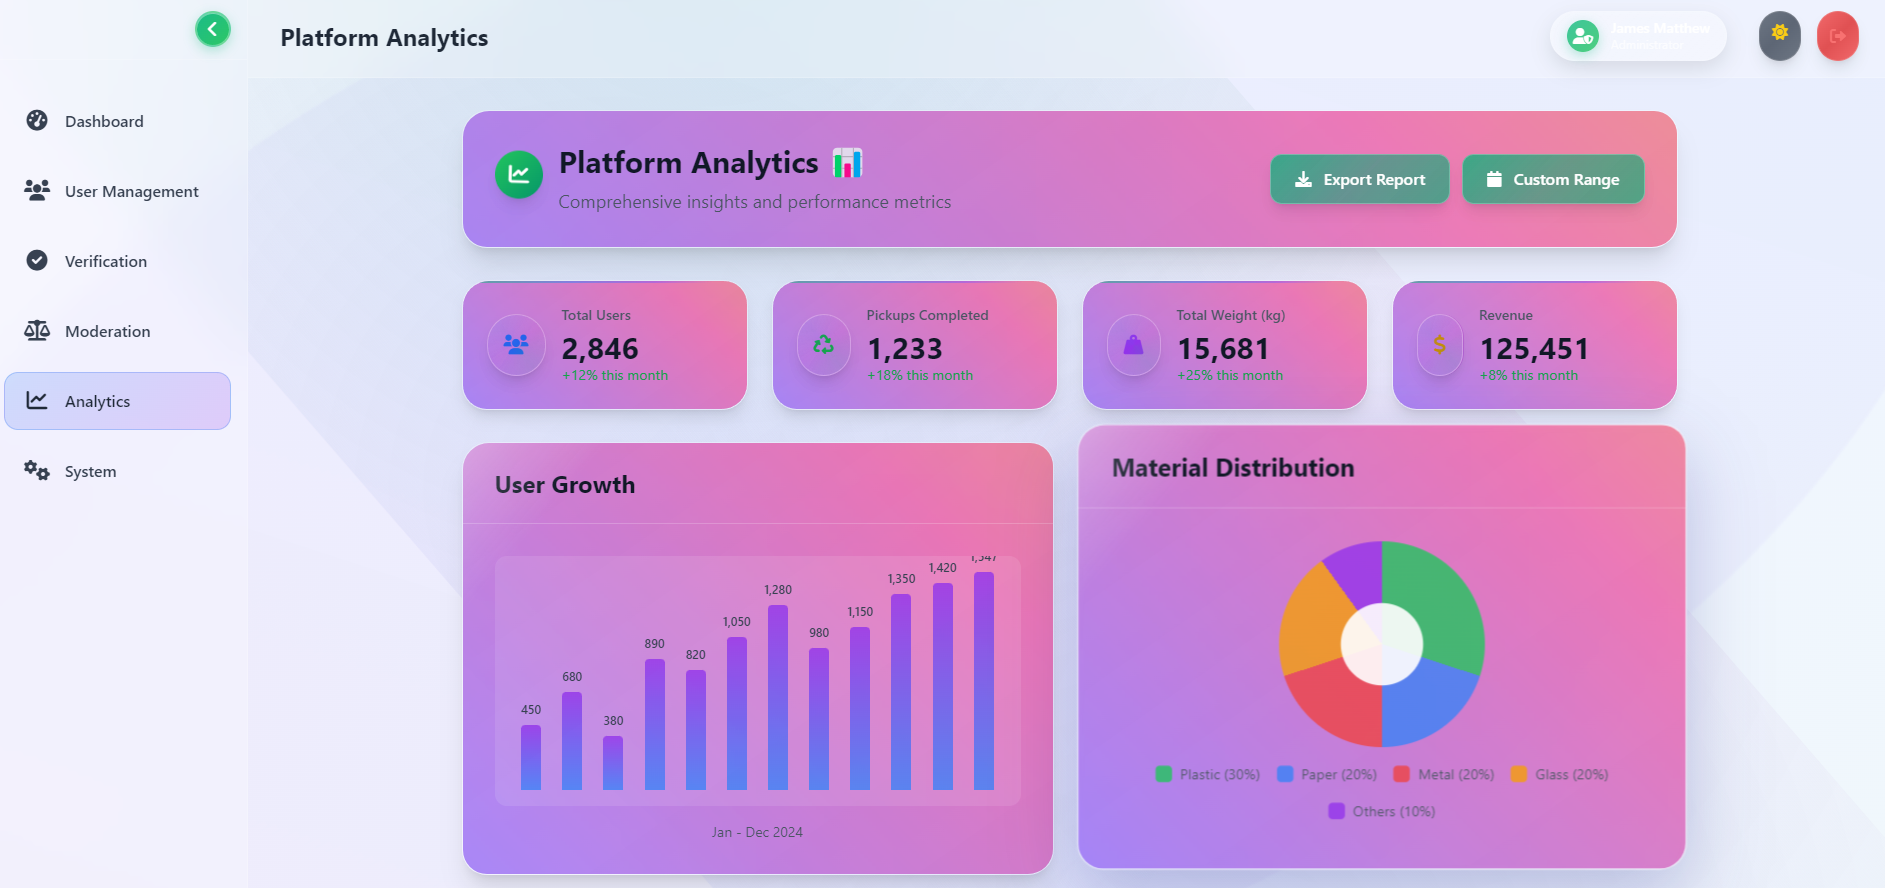 Platform Analytics
James Matthew
Administrator
Dashboard
User Management
Verification
Moderation
Analytics
System
Platform Analytics
Comprehensive insights and performance metrics
Export Report
Custom Range
Total Users
2,846
+12% this month
Pickups Completed
1,233
+18% this month
Total Weight (kg)
15,681
+25% this month
Revenue
125,451
+8% this month
User Growth
450
680
380
890
820
1,050
1,280
980
1,150
1,350
1,420
1,547
Jan - Dec 2024
Material Distribution
Plastic (30%)
Paper (20%)
Metal (20%)
Glass (20%)
Others (10%)